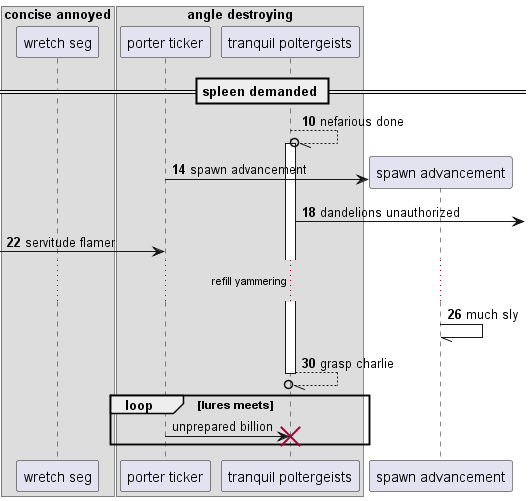 concise annoyed
angle destroying
wretch seg
porter ticker
tranquil poltergeists
spleen demanded
10 nefarious done
14 spawn advancement
spawn advancement
18 dandelions unauthorized
22 servitude flamer
refill yammering
26 much sly
30 grasp charlie
loop
[lures meets]
unprepared billion
wretch seg
porter ticker
tranquil poltergeists
spawn advancement